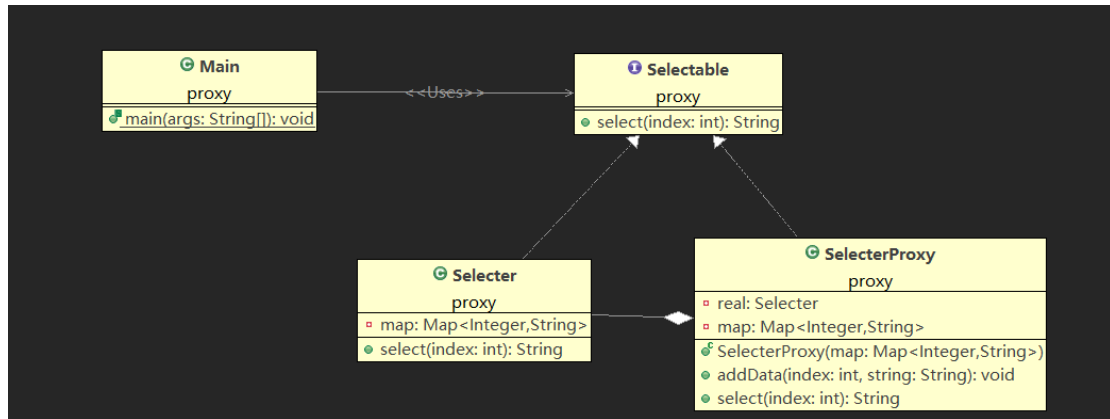 Main
proxy
main(args: String[]): void
<<Uses>>
Selectable
proxy
select(index: int): String
Selecter
proxy
map: Map<Integer,String>
select(index: int): String
SelecterProxy
proxy
real: Selecter
map: Map<Integer,String>
SelecterProxy(map: Map<Integer,String>)
addData(index: int, string: String): void
select(index: int): String